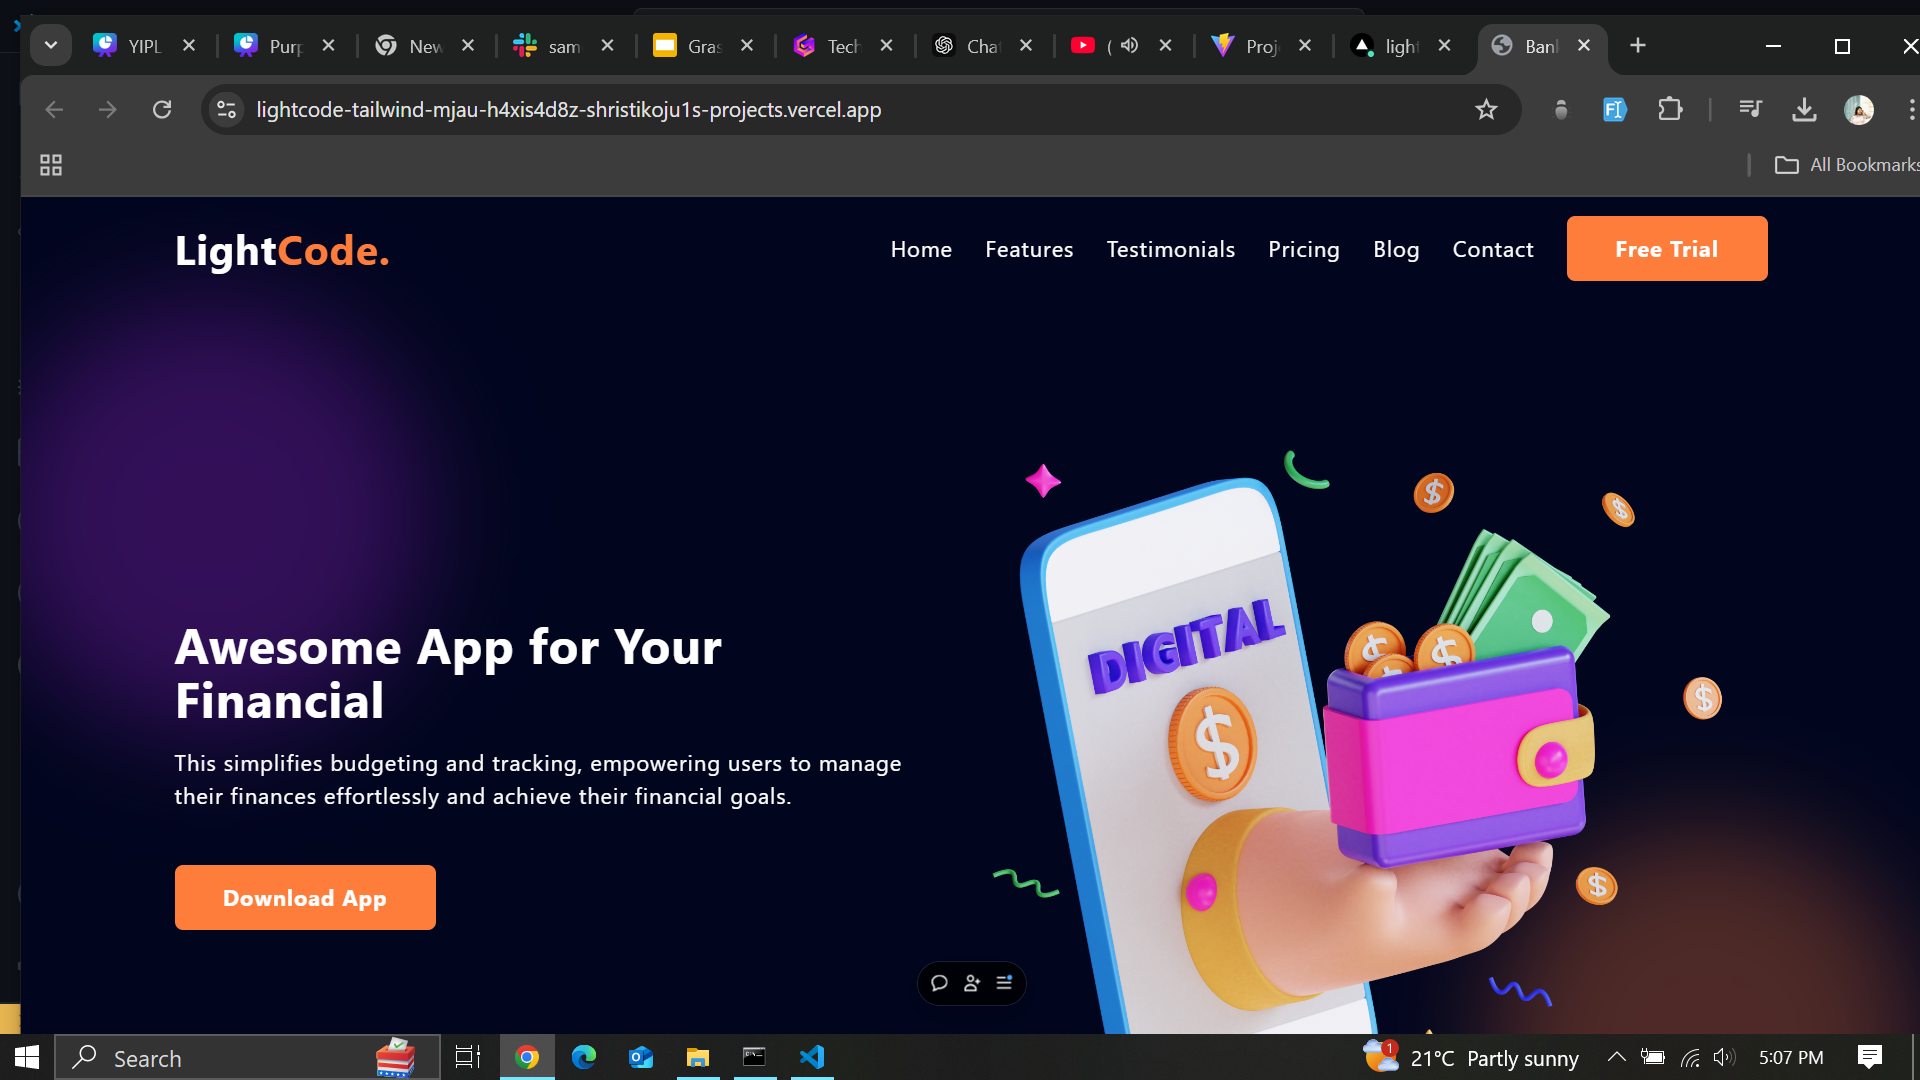 YIPL
Purp
New
sam
Gras
Tech
Chat
(
Proj
light
Banl
lightcode-tailwind-mjau-h4xis4d8z-shristikoju1s-projects.vercel.app
All Bookmarks
LightCode.
Home
Features
Testimonials
Pricing
Blog
Contact
Free Trial
DIGITAL
Awesome App for Your
Financial
This simplifies budgeting and tracking, empowering users to manage
their finances effortlessly and achieve their financial goals.
Download App
Search
1
21°C Partly sunny
5:07 PM